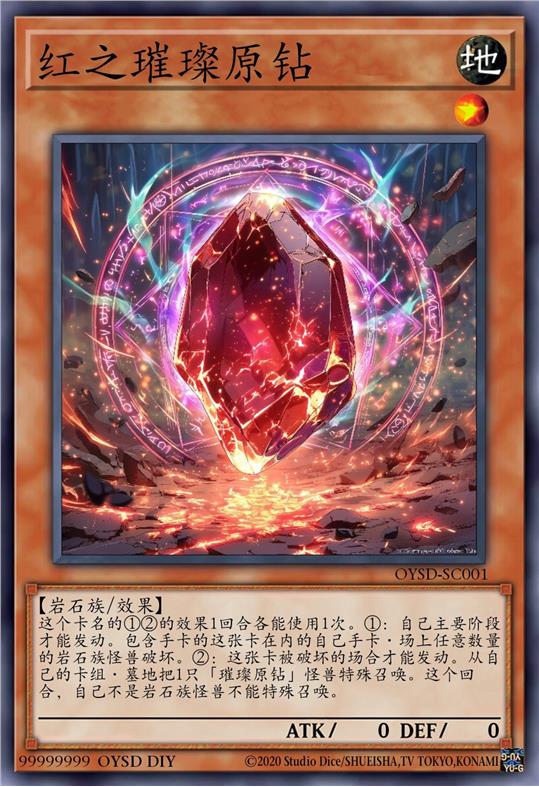 红之璀璨原钻
地
OYSD-SC001
【岩石族/效果】
这个卡名的①②的效果1回合各能使用1次。①：自己主要阶段
才能发动。包含手卡的这张卡在内的自己手卡·场上任意数量
的岩石族怪兽破坏。②：这张卡被破坏的场合才能发动。从自
己的卡组·墓地把1只「璀璨原钻」怪兽特殊召唤。这个回
合，自己不是岩石族怪兽不能特殊召唤。
ATK/ 0 DEF/ 0
99999999 OYSD DIY ©2020 Studio Dice/SHUEISHA,TV TOKYO,KONAMI